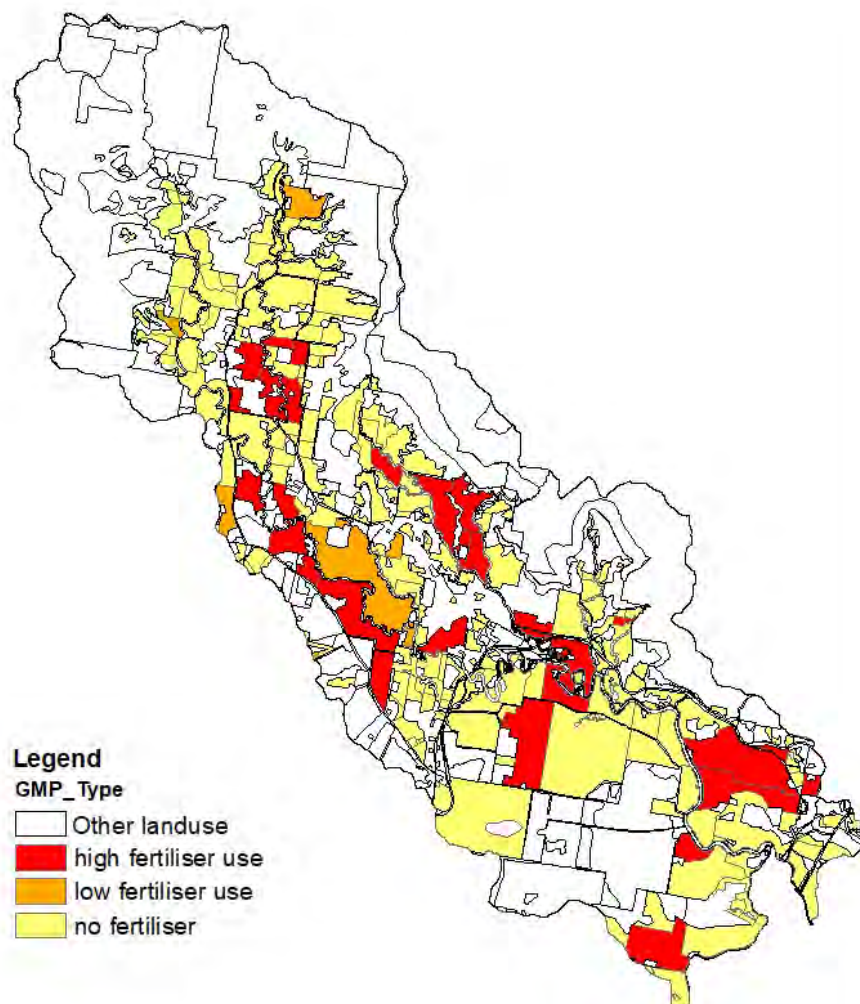 Legend
GMP_Type
Other landuse
high fertiliser use
low fertiliser use
no fertiliser